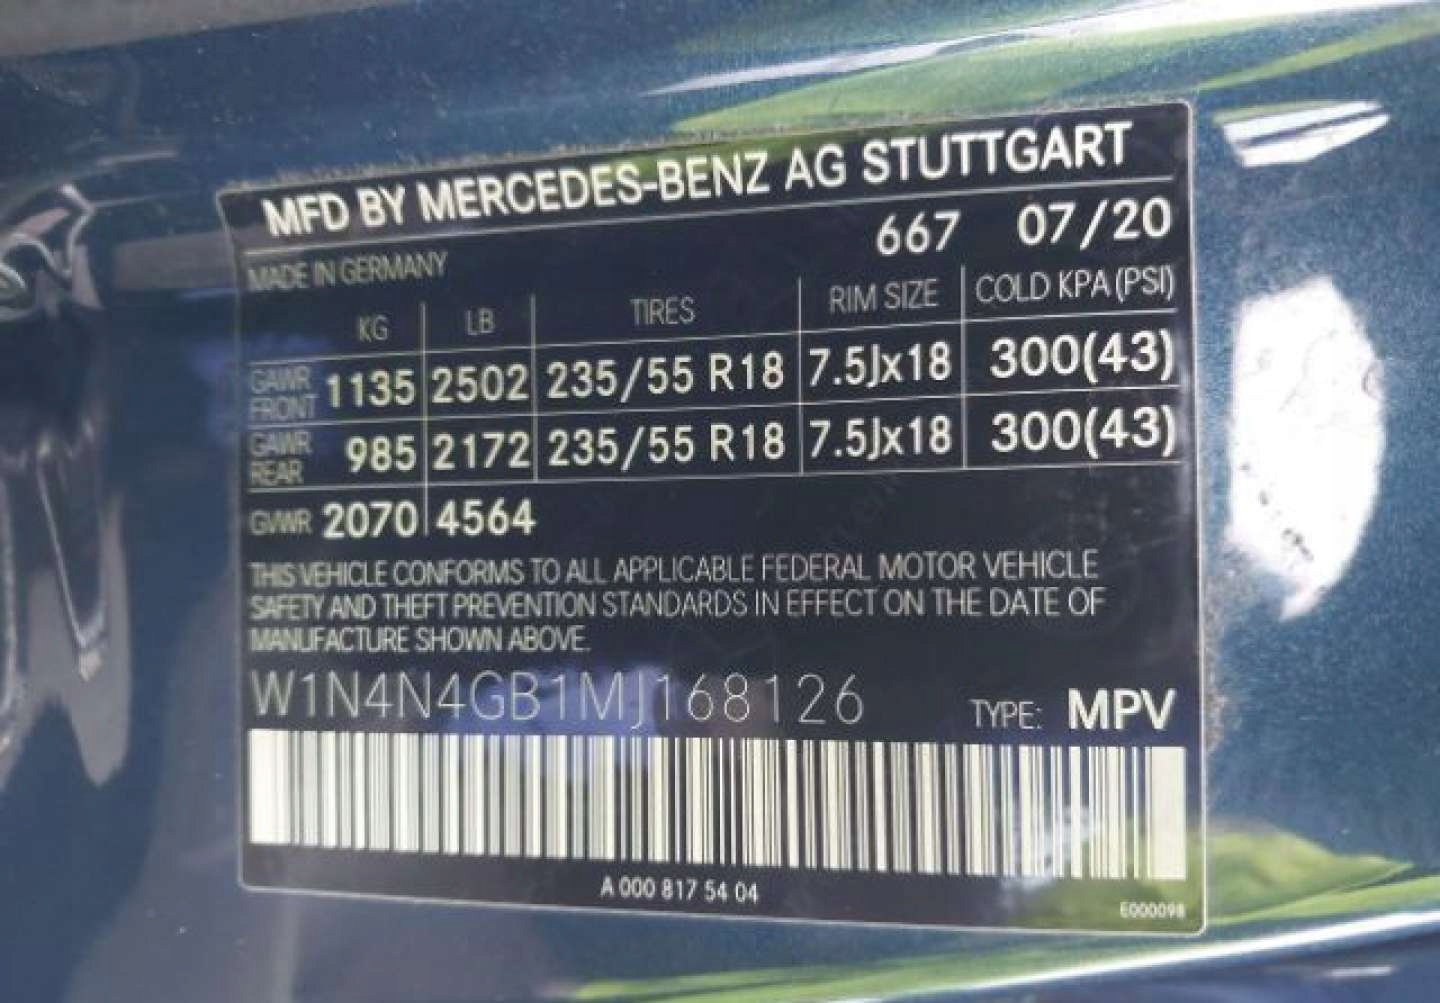 MFD BY MERCEDES-BENZ AG STUTTGART
667 07/20
MADE IN GERMANY
KG LB TIRES RIM SIZE COLD KPA (PSI)
GAWR FRONT 1135 2502 235/55 R18 7.5Jx18 300(43)
GAWR REAR 985 2172 235/55 R18 7.5Jx18 300(43)
GVWR 2070 4564
THIS VEHICLE CONFORMS TO ALL APPLICABLE FEDERAL MOTOR VEHICLE
SAFETY AND THEFT PREVENTION STANDARDS IN EFFECT ON THE DATE OF
MANUFACTURE SHOWN ABOVE.
W1N4N4GB1MJ168126 TYPE: MPV
A 000 817 54 04
E000098